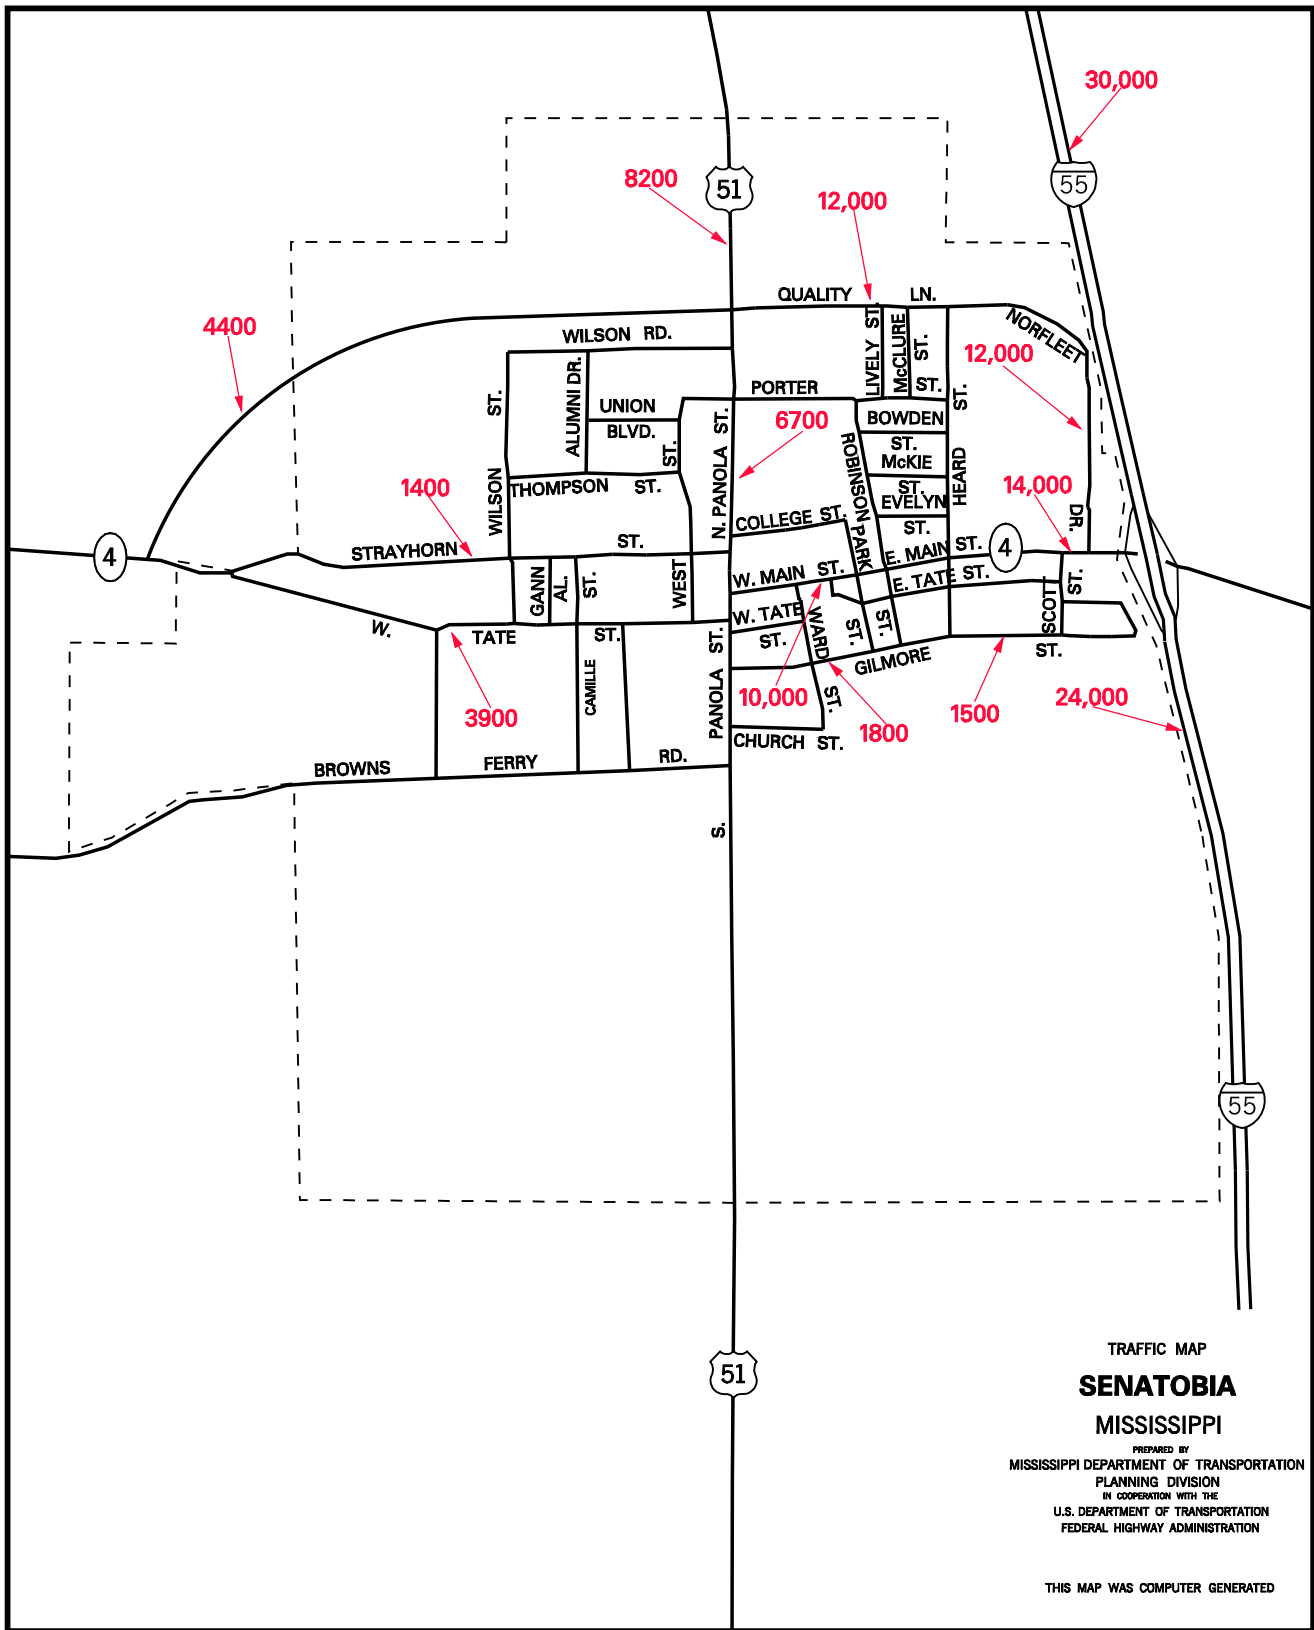 30,000
8200
51
55
12,000
QUALITY LN.
4400
NORFLEET
WILSON RD.
12,000
LIVELY ST.
McCLURE
ST.
ALUMNI DR.
PORTER ST.
ST.
ST.
UNION
BLVD.
6700
BOWDEN
ST.
N. PANOLA ST.
ROBINSON PARK
ST.
McKIE
HEARD
1400
WILSON
THOMPSON ST.
14,000
ST.
EVELYN
COLLEGE ST.
ST.
DR.
4
STRAYHORN ST.
E. MAIN ST.
4
W. MAIN ST.
E. TATE ST.
GANN
AL.
ST.
WEST
SCOTT
ST.
W. TATE
ST.
WARD
ST.
ST.
W.
TATE ST.
GILMORE
ST.
PANOLA ST.
CAMILLE
10,000
ST.
24,000
3900
1500
1800
CHURCH ST.
BROWNS FERRY RD.
S.
55
51
TRAFFIC MAP
SENATOBIA
MISSISSIPPI
PREPARED BY
MISSISSIPPI DEPARTMENT OF TRANSPORTATION
PLANNING DIVISION
IN COOPERATION WITH THE
U.S. DEPARTMENT OF TRANSPORTATION
FEDERAL HIGHWAY ADMINISTRATION
THIS MAP WAS COMPUTER GENERATED